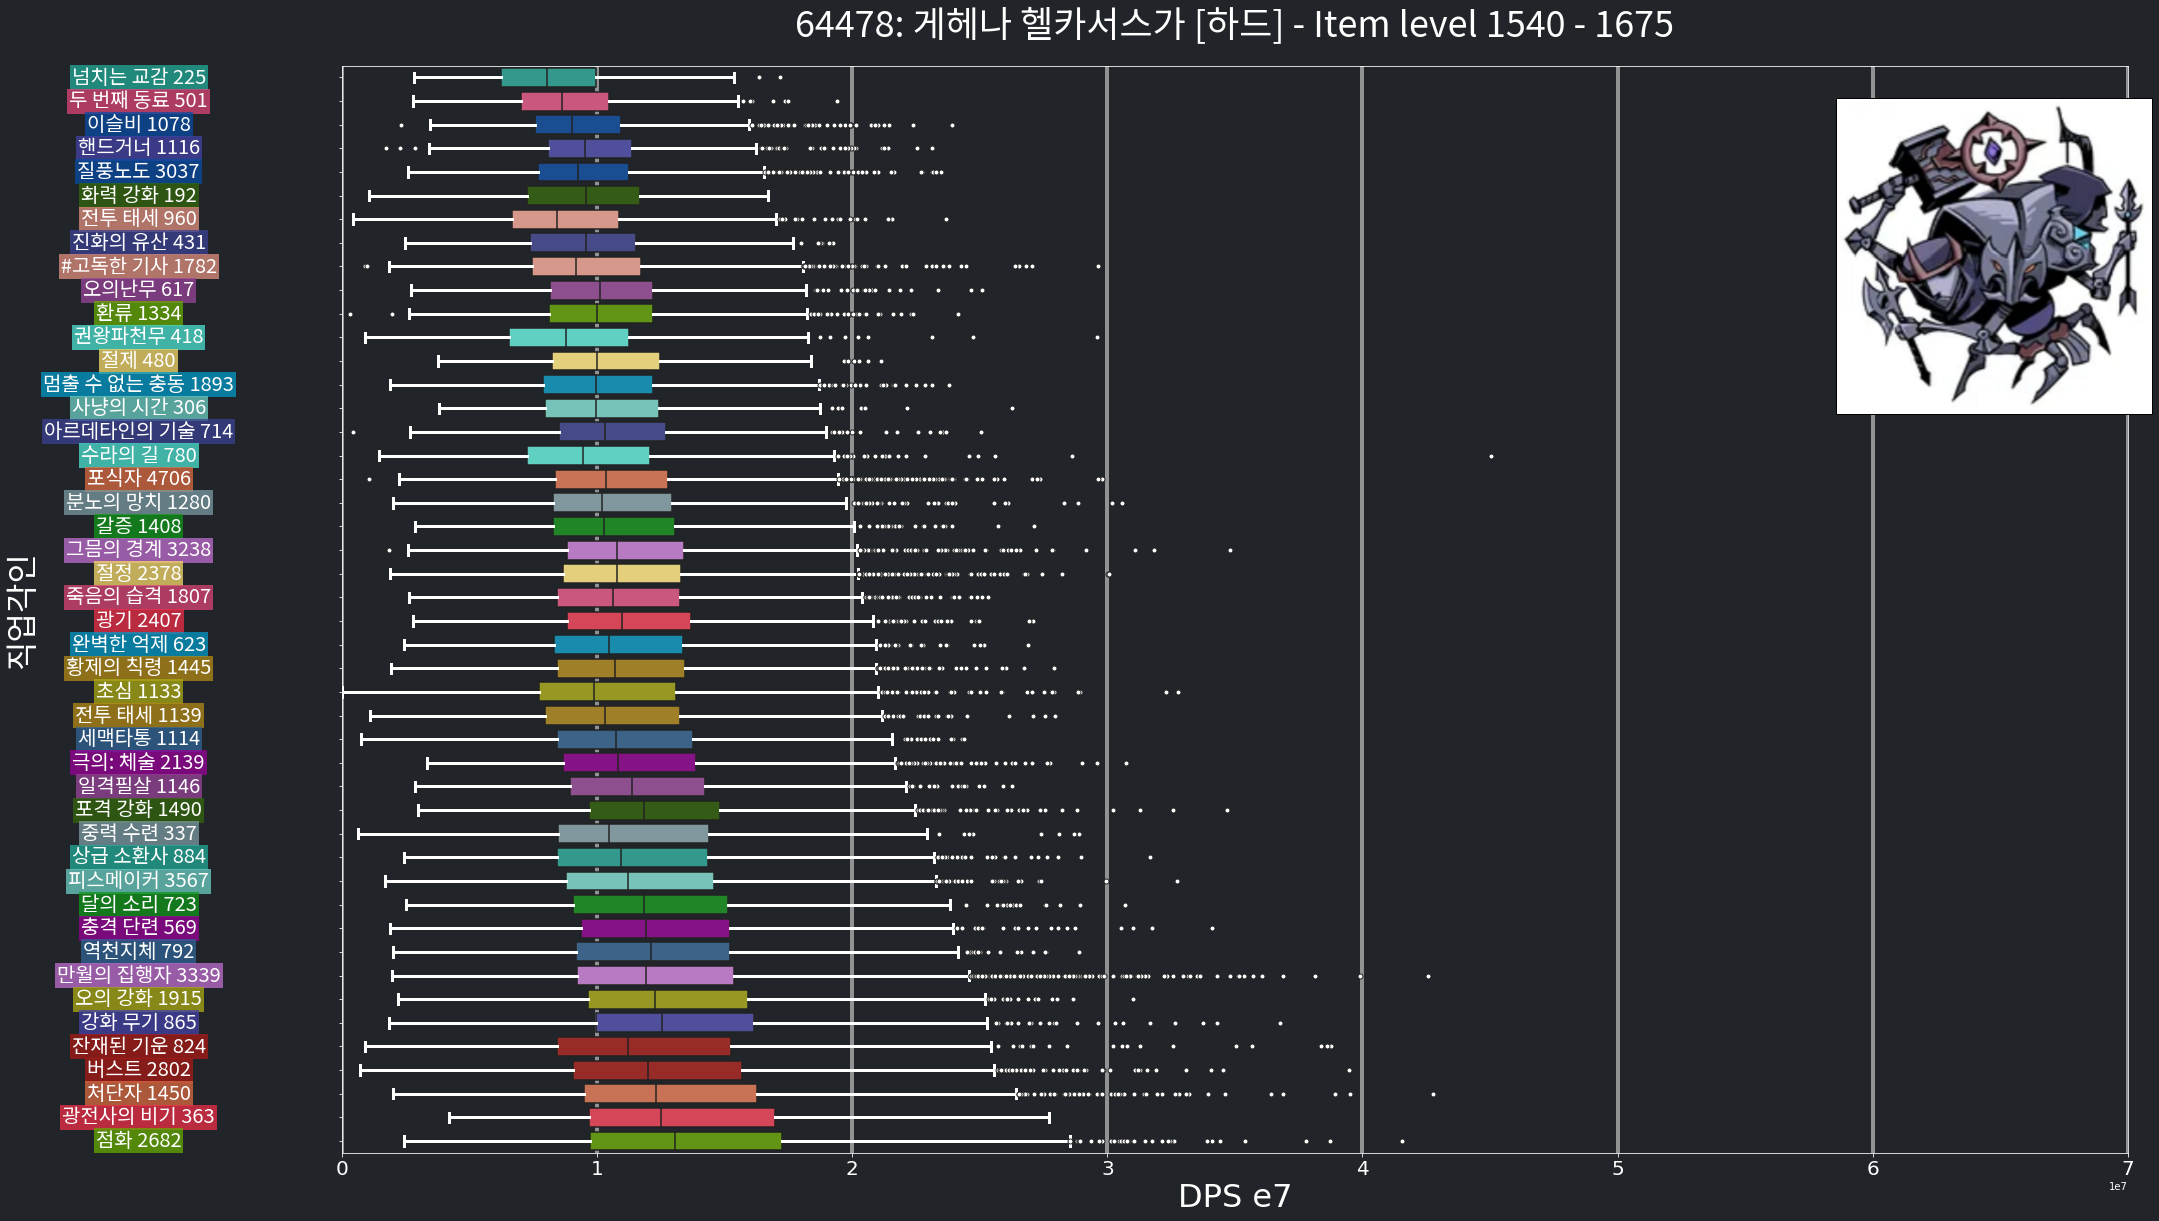 64478: 게헤나 헬카서스가 [하드] - Item level 1540 - 1675
넘치는 교감 225
두 번째 동료 501
이슬비 1078
핸드거너 1116
질풍노도 3037
화력 강화 192
전투 태세 960
진화의 유산 431
#고독한 기사 1782
오의난무 617
환류 1334
권왕파천무 418
절제 480
멈출 수 없는 충동 1893
사냥의 시간 306
아르데타인의 기술 714
수라의 길 780
포식자 4706
분노의 망치 1280
갈증 1408
그믐의 경계 3238
절정 2378
죽음의 습격 1807
광기 2407
완벽한 억제 623
황제의 칙령 1445
초심 1133
전투 태세 1139
세맥타통 1114
극의: 체술 2139
일격필살 1146
포격 강화 1490
중력 수련 337
상급 소환사 884
피스메이커 3567
달의 소리 723
충격 단련 569
역천지체 792
만월의 집행자 3339
오의 강화 1915
강화 무기 865
잔재된 기운 824
버스트 2802
처단자 1450
광전사의 비기 363
점화 2682
직업각인
0 1 2 3 4 5 6 7
DPS e7
1e7